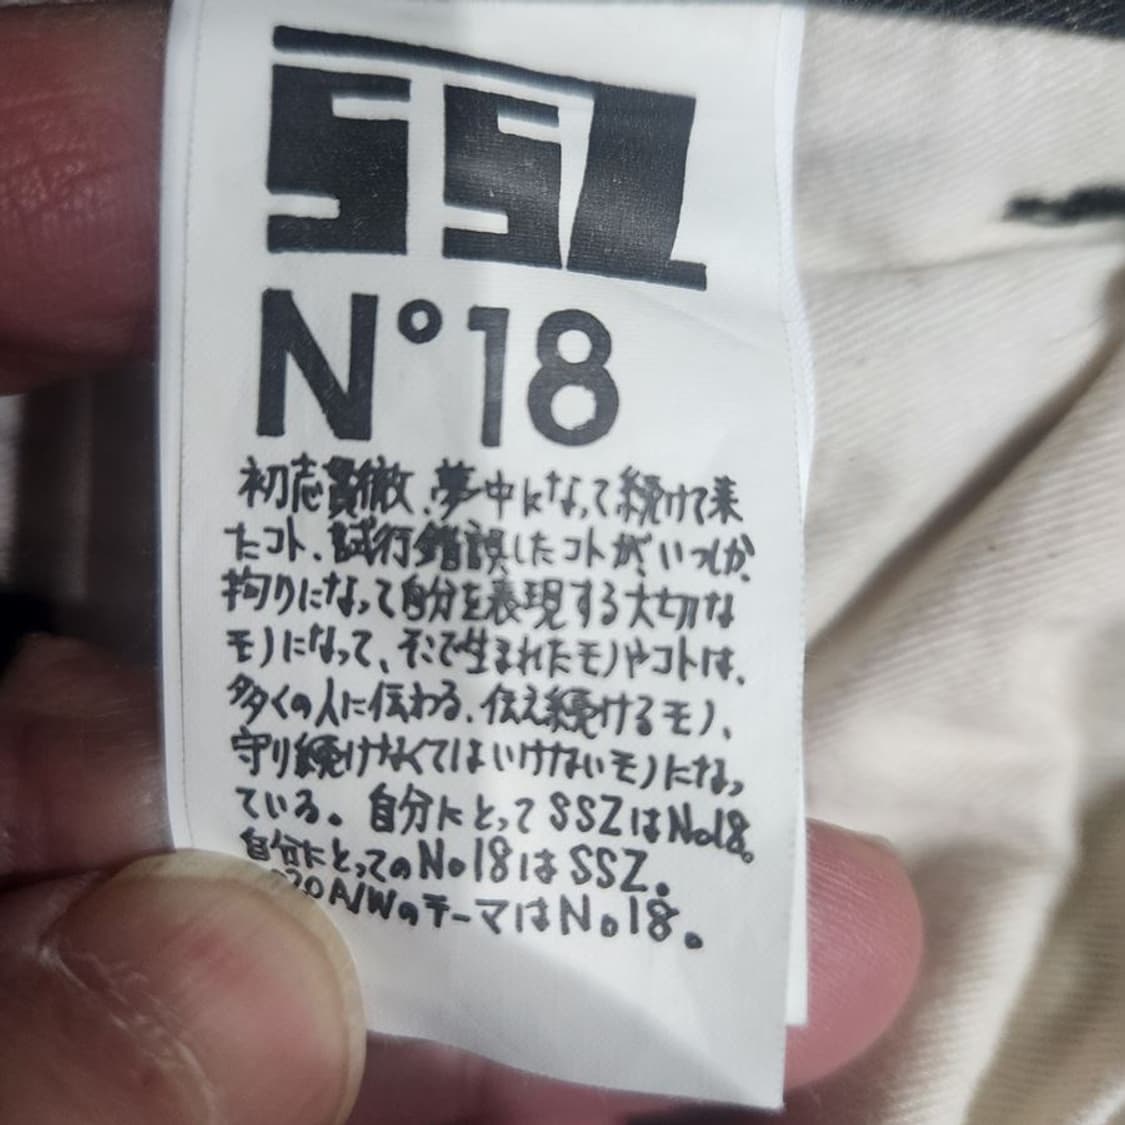 SSZ
N°18
初志貫徹、夢中になって続けて来
たコト、試行錯誤したコトが、いつしか、
拘りになって自分を表現する大切な
モノになって、そこで生まれたモノやコトは、
多くの人に伝わる、伝え続けるモノ、
守り続けなくてはいけないモノになっ
ている。自分にとってSSZはNo18。
自分にとってのNo18はSSZ。
20A/WのテーマはNo18。